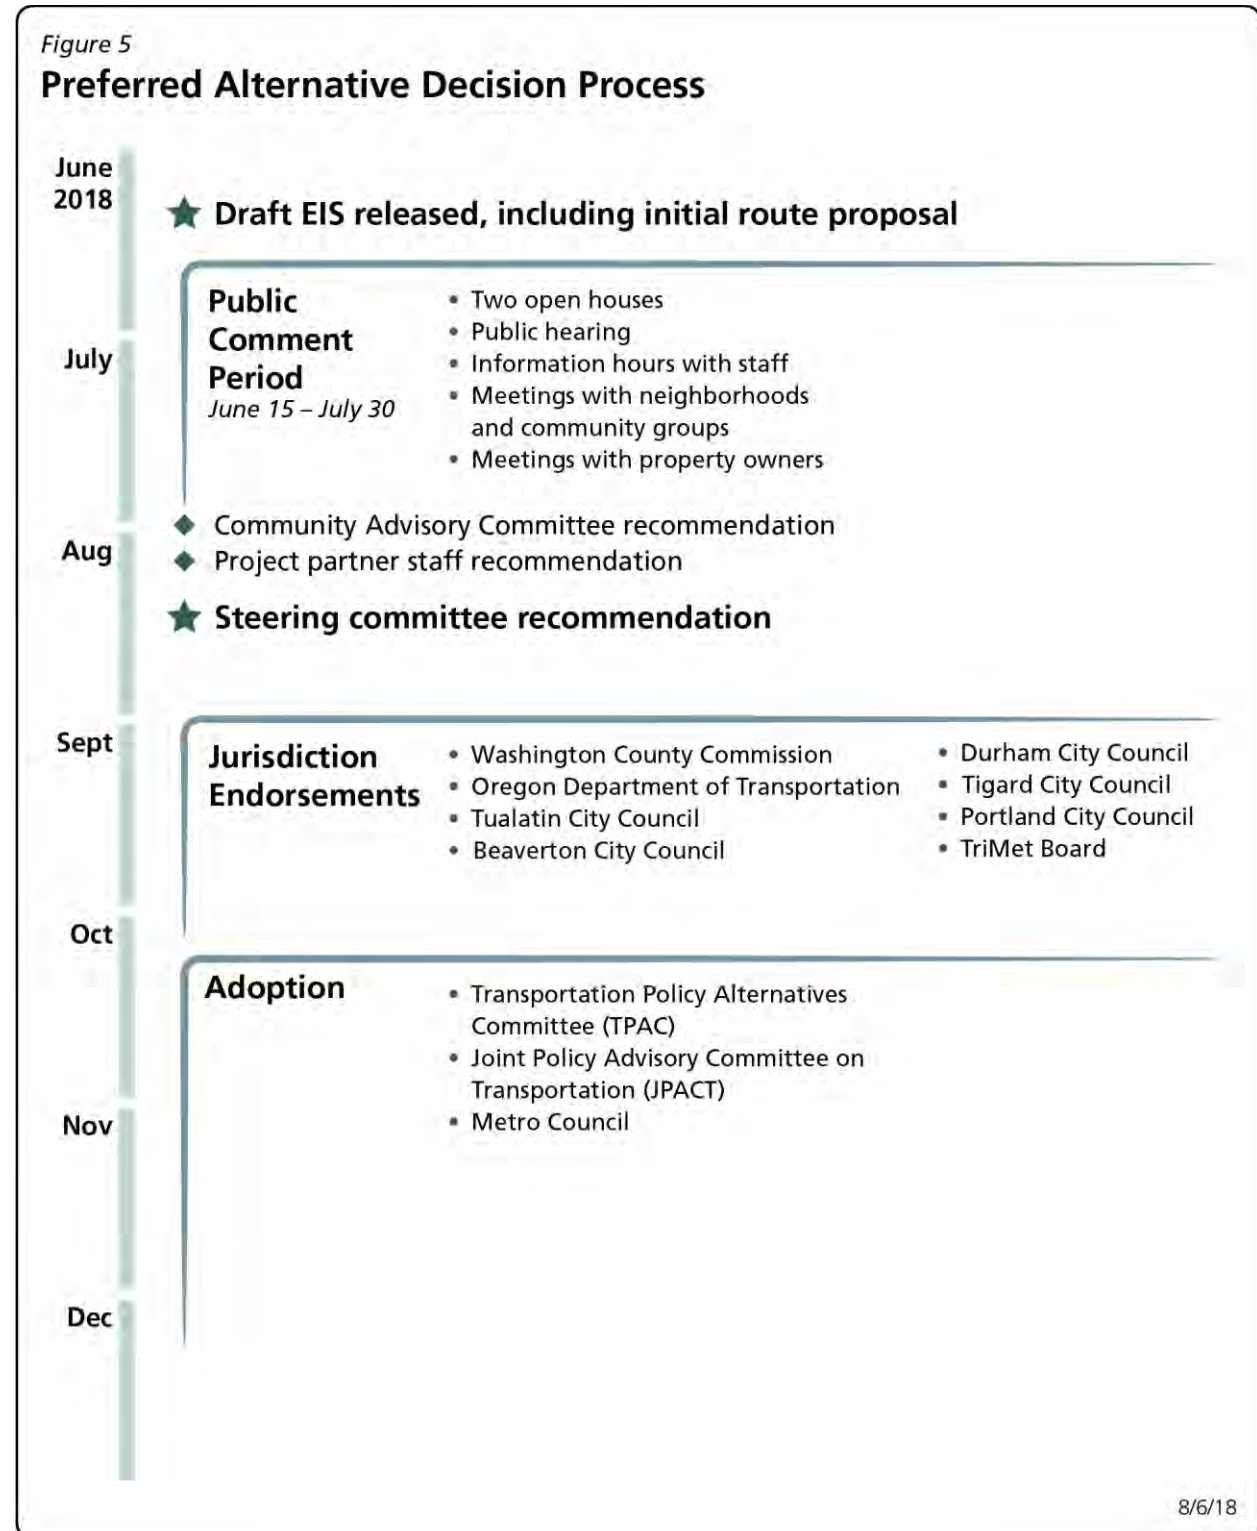 Figure 5
Preferred Alternative Decision Process
June
2018
★ Draft EIS released, including initial route proposal
Public
Comment
Period
June 15 – July 30
• Two open houses
• Public hearing
• Information hours with staff
• Meetings with neighborhoods
and community groups
• Meetings with property owners
July
◆ Community Advisory Committee recommendation
Aug
◆ Project partner staff recommendation
★ Steering committee recommendation
Sept
Jurisdiction
Endorsements
• Washington County Commission
• Oregon Department of Transportation
• Tualatin City Council
• Beaverton City Council
• Durham City Council
• Tigard City Council
• Portland City Council
• TriMet Board
Oct
Adoption
• Transportation Policy Alternatives
Committee (TPAC)
• Joint Policy Advisory Committee on
Transportation (JPACT)
• Metro Council
Nov
Dec
8/6/18